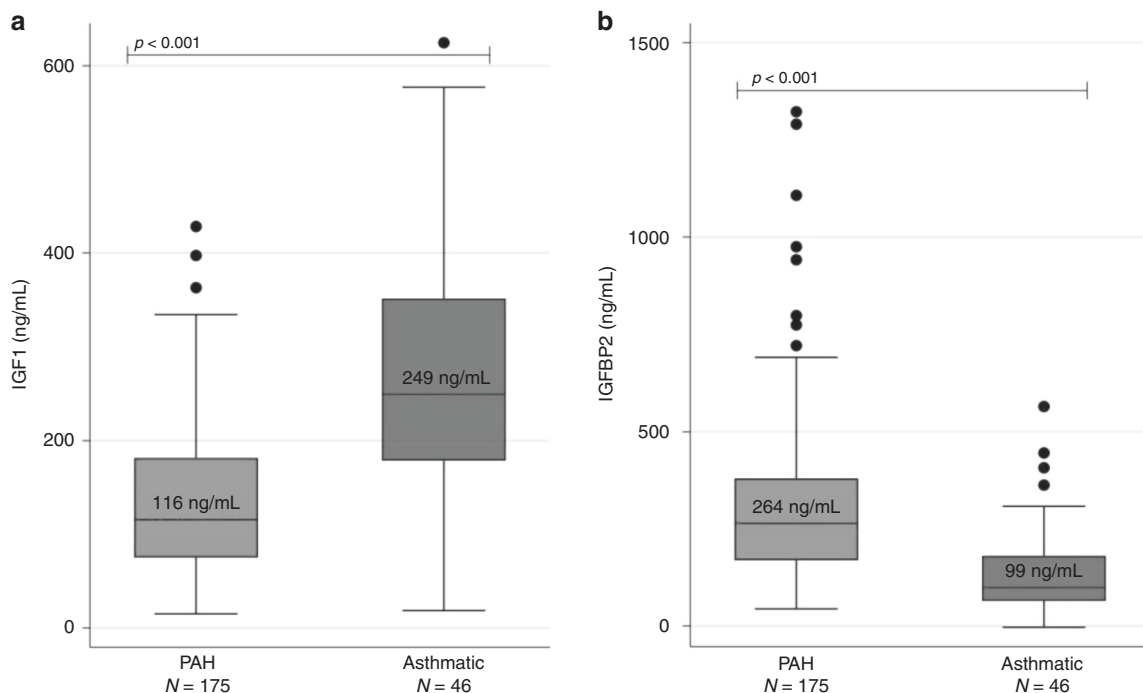 a
p < 0.001
600
400
200
0
IGF1 (ng/mL)
116 ng/mL
249 ng/mL
PAH
N = 175
Asthmatic
N = 46
b
p < 0.001
1500
1000
500
0
IGFBP2 (ng/mL)
264 ng/mL
99 ng/mL
PAH
N = 175
Asthmatic
N = 46